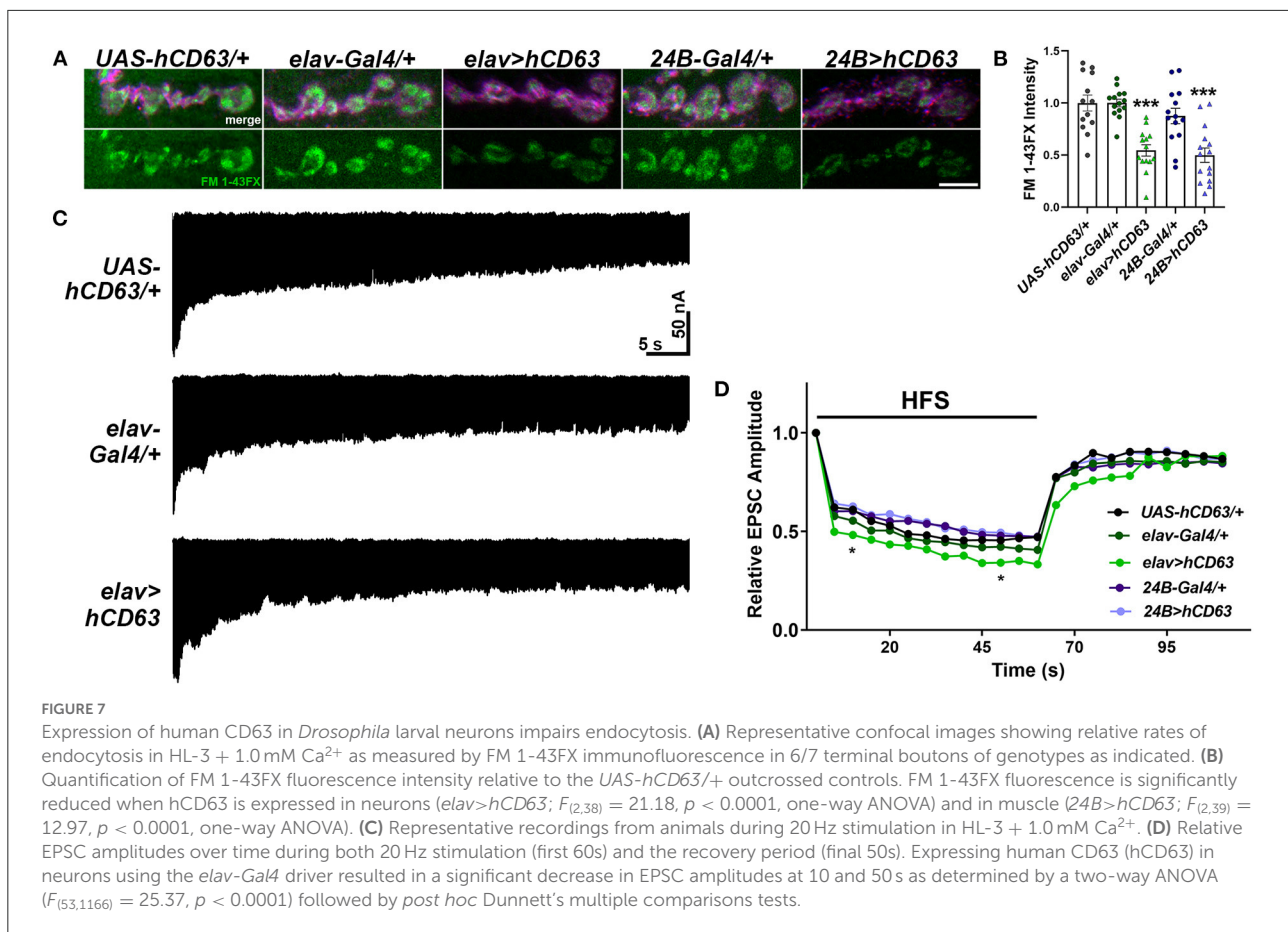 A
UAS-hCD63/+
elav-Gal4/+
elav>hCD63
24B-Gal4/+
24B>hCD63
merge
FM 1-43FX
B
FM 1-43FX Intensity
1.5
1.0
0.5
0.0
***
***
UAS-hCD63/+
elav-Gal4/+
elav>hCD63
24B-Gal4/+
24B>hCD63
C
UAS-
hCD63/+
50 nA
5 s
elav-
Gal4/+
elav>
hCD63
D
HFS
Relative EPSC Amplitude
1.0
0.5
0.0
*
*
UAS-hCD63/+
elav-Gal4/+
elav>hCD63
24B-Gal4/+
24B>hCD63
20
45
70
95
Time (s)
FIGURE 7
Expression of human CD63 in Drosophila larval neurons impairs endocytosis. (A) Representative confocal images showing relative rates of
endocytosis in HL-3 + 1.0 mM Ca²⁺ as measured by FM 1-43FX immunofluorescence in 6/7 terminal boutons of genotypes as indicated. (B)
Quantification of FM 1-43FX fluorescence intensity relative to the UAS-hCD63/+ outcrossed controls. FM 1-43FX fluorescence is significantly
reduced when hCD63 is expressed in neurons (elav>hCD63; F(2,38) = 21.18, p < 0.0001, one-way ANOVA) and in muscle (24B>hCD63; F(2,39) =
12.97, p < 0.0001, one-way ANOVA). (C) Representative recordings from animals during 20 Hz stimulation in HL-3 + 1.0 mM Ca²⁺. (D) Relative
EPSC amplitudes over time during both 20 Hz stimulation (first 60s) and the recovery period (final 50s). Expressing human CD63 (hCD63) in
neurons using the elav-Gal4 driver resulted in a significant decrease in EPSC amplitudes at 10 and 50 s as determined by a two-way ANOVA
(F(53,1166) = 25.37, p < 0.0001) followed by post hoc Dunnett's multiple comparisons tests.